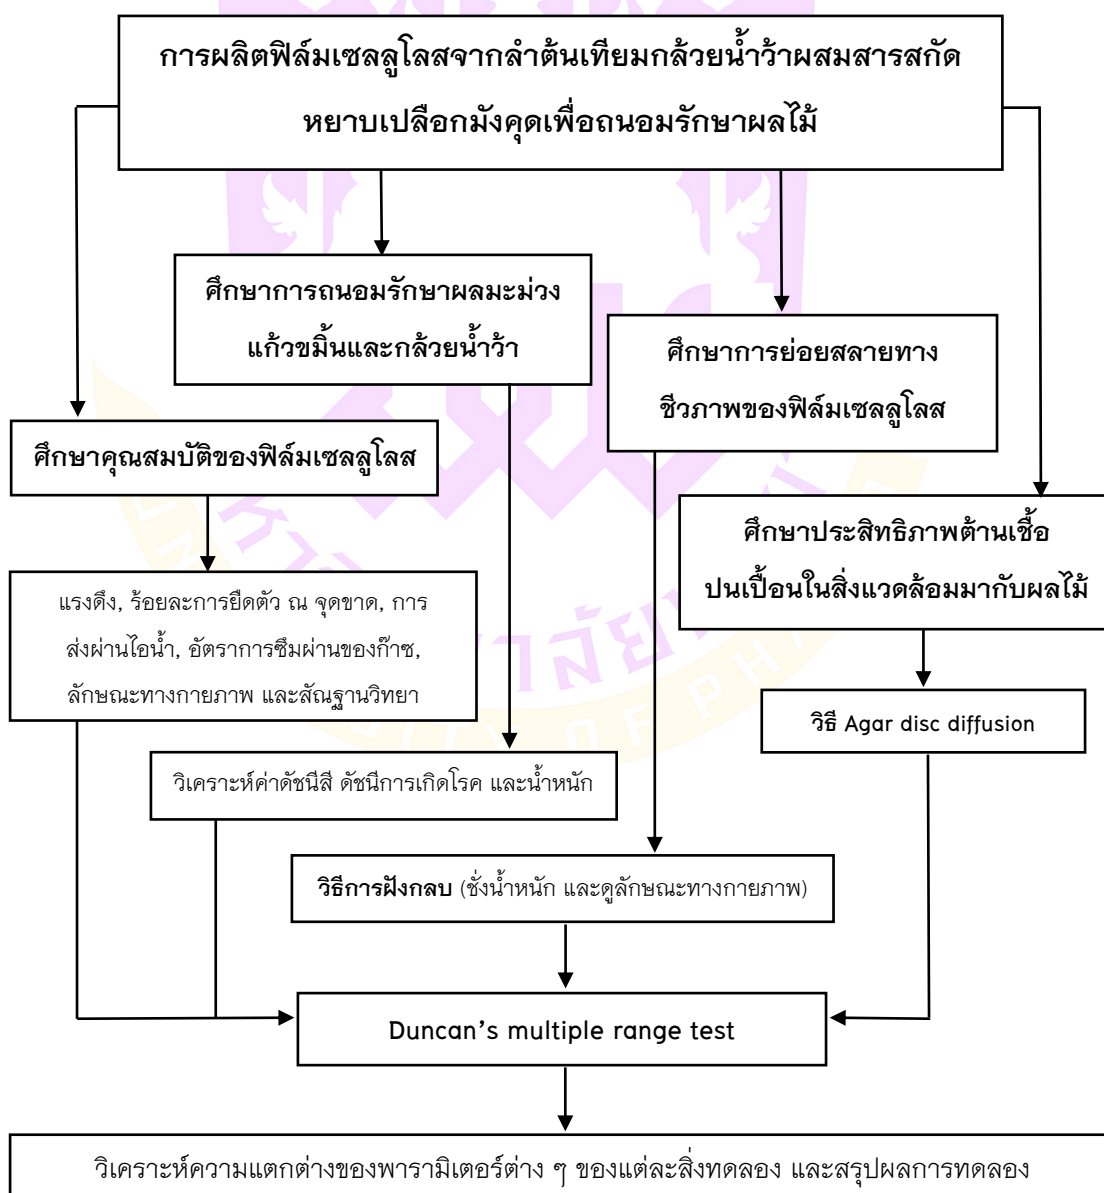 การผลิตฟิล์มเซลลูโลสจากลำต้นเทียมกล้วยน้ำว้าผสมสารสกัด
หยาบเปลือกมังคุดเพื่อถนอมรักษาผลไม้
ศึกษาการถนอมรักษาผลมะม่วง
แก้วขมิ้นและกล้วยน้ำว้า
ศึกษาการย่อยสลายทาง
ชีวภาพของฟิล์มเซลลูโลส
ศึกษาคุณสมบัติของฟิล์มเซลลูโลส
ศึกษาประสิทธิภาพต้านเชื้อ
ปนเปื้อนในสิ่งแวดล้อมมากับผลไม้
แรงดึง, ร้อยละการยืดตัว ณ จุดขาด, การ
ส่งผ่านไอน้ำ, อัตราการซึมผ่านของก๊าซ,
ลักษณะทางกายภาพ และสัณฐานวิทยา
วิธี Agar disc diffusion
วิเคราะห์ค่าดัชนีสี ดัชนีการเกิดโรค และน้ำหนัก
วิธีการฝังกลบ (ชั่งน้ำหนัก และดูลักษณะทางกายภาพ)
Duncan's multiple range test
วิเคราะห์ความแตกต่างของพารามิเตอร์ต่าง ๆ ของแต่ละสิ่งทดลอง และสรุปผลการทดลอง